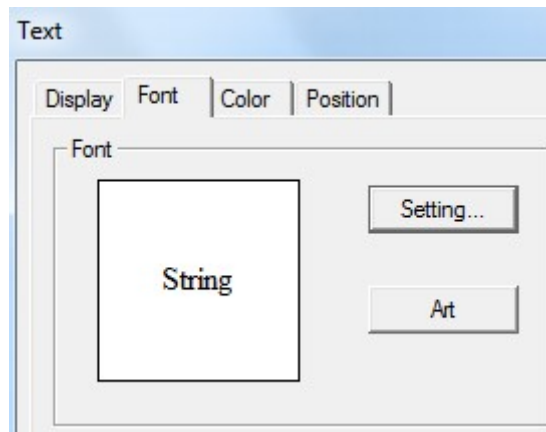 Text
Display Font Color Position
Font
Setting...
String
Art